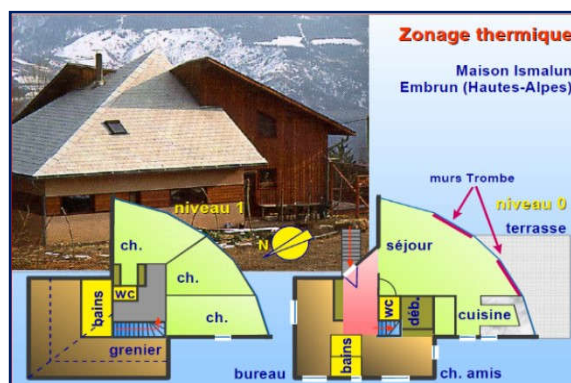 Zonage thermique
Maison Ismalun
Embrun (Hautes-Alpes)
murs Trombe
niveau 1
niveau 0
terrasse
N
ch.
séjour
ch.
bains
wc
wc
déb.
cuisine
ch.
grenier
bains
bureau
ch. amis